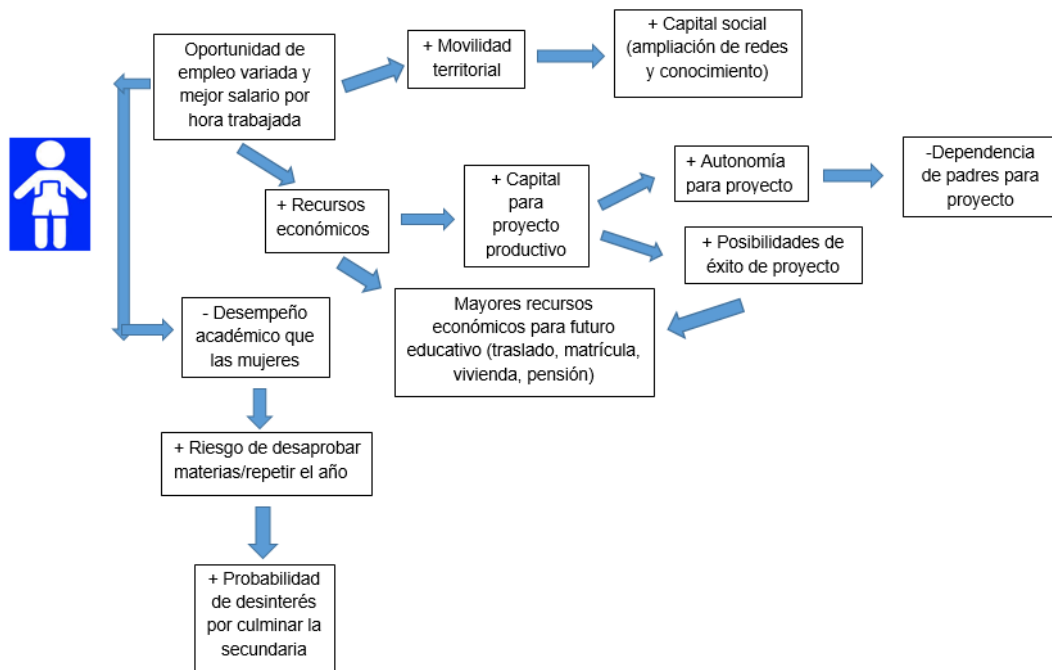 Oportunidad de
empleo variada y
mejor salario por
hora trabajada
+ Movilidad
territorial
+ Capital social
(ampliación de redes
y conocimiento)
+ Recursos
económicos
+ Capital
para
proyecto
productivo
+ Autonomía
para proyecto
-Dependencia
de padres para
proyecto
+ Posibilidades de
éxito de proyecto
Mayores recursos
económicos para futuro
educativo (traslado, matrícula,
vivienda, pensión)
- Desempeño
académico que
las mujeres
+ Riesgo de desaprobar
materias/repetir el año
+ Probabilidad
de desinterés
por culminar la
secundaria